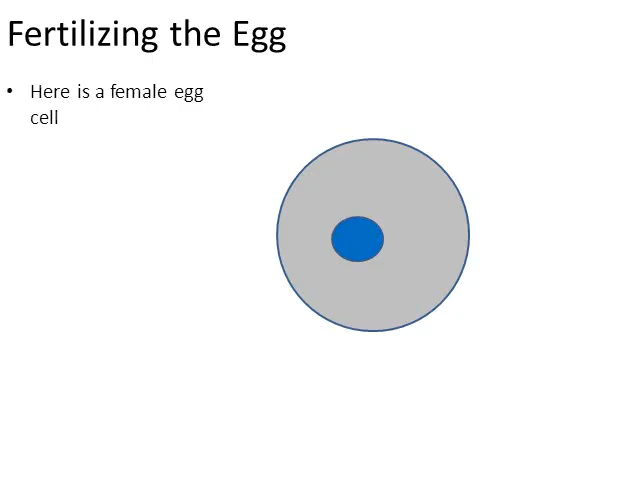 Fertilizing the Egg
• Here is a female egg
cell